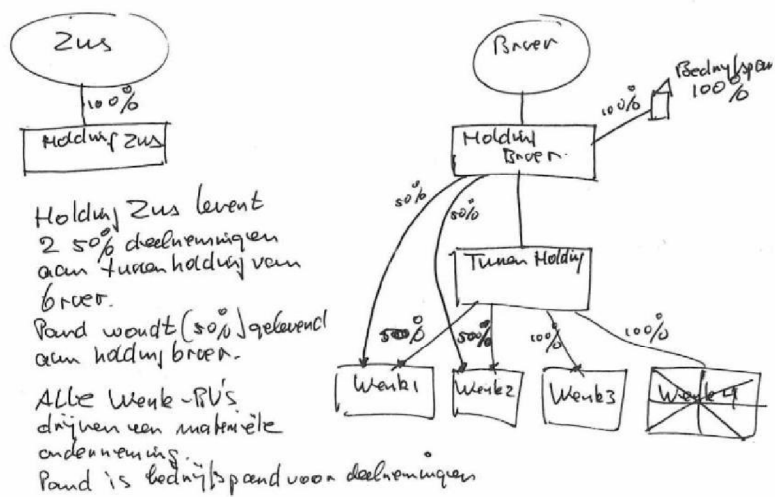 Zus
100%
Holding Zus
Broer
100%
Bedrijfspan
100%
Holding
Broer.
50%
50%
Tussen Holding
500%
50%
100%
100%
Werk1
Werk2
Werk3
Werk4
Holding Zus levert
2 50% deelnemingen
aan tussenholding van
broer.
Pand wordt (50%) geleverd
aan holding broer.
Alle Werk-BV's
drijven een materiële
onderneming.
Pand is bedrijfspand voor deelnemingen